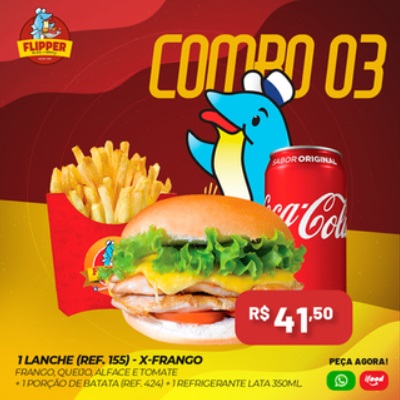 FLIPPER
COMBO 03
SABOR ORIGINAL
Coca-Cola
R$ 41,50
1 LANCHE (REF. 155) - X-FRANGO
FRANGO, QUEIJO, ALFACE E TOMATE
+ 1 PORÇÃO DE BATATA (REF. 424) + 1 REFRIGERANTE LATA 350ML.
PEÇA AGORA!
ifood